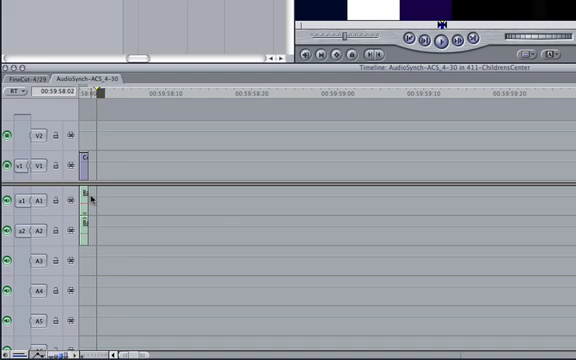 Timeline: AudioSynch-ACS_4-30 in 411-ChildrensCenter
FineCut-4/29 AudioSynch-ACS_4-30
RT 00:59:58:02 00:59:58:10 00:59:58:20 00:59:59:00 00:59:59:10 00:59:59:20
V2
v1 V1
a1 A1
a2 A2
A3
A4
A5